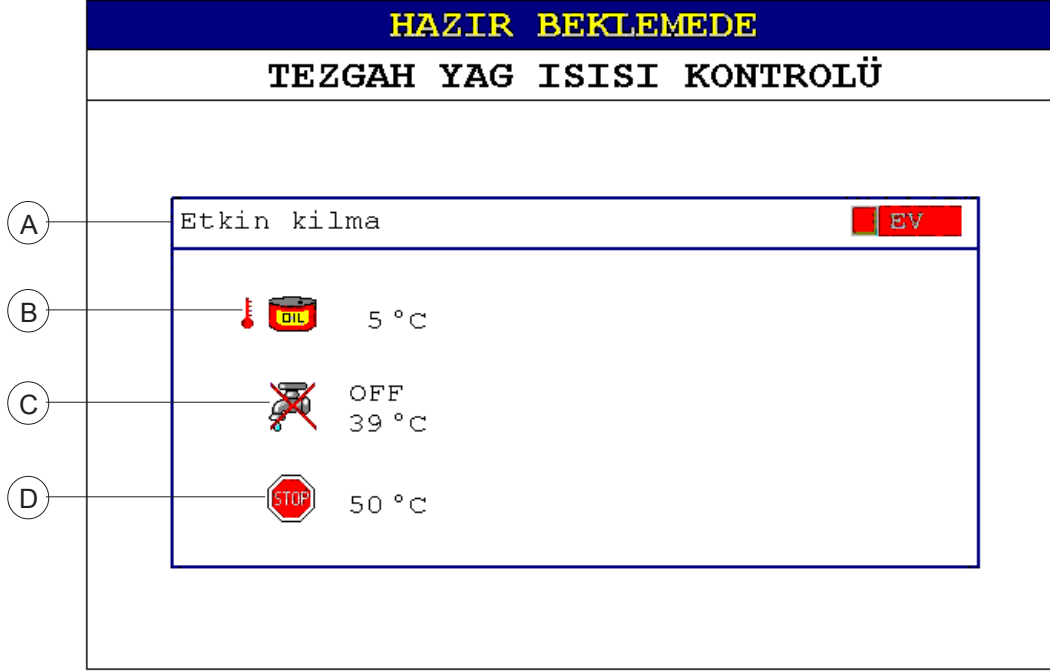 HAZIR BEKLEMEDE
TEZGAH YAG ISISI KONTROLÜ
A
Etkin kilma
EV
B
OIL
5°C
C
OFF
39°C
D
STOP
50°C